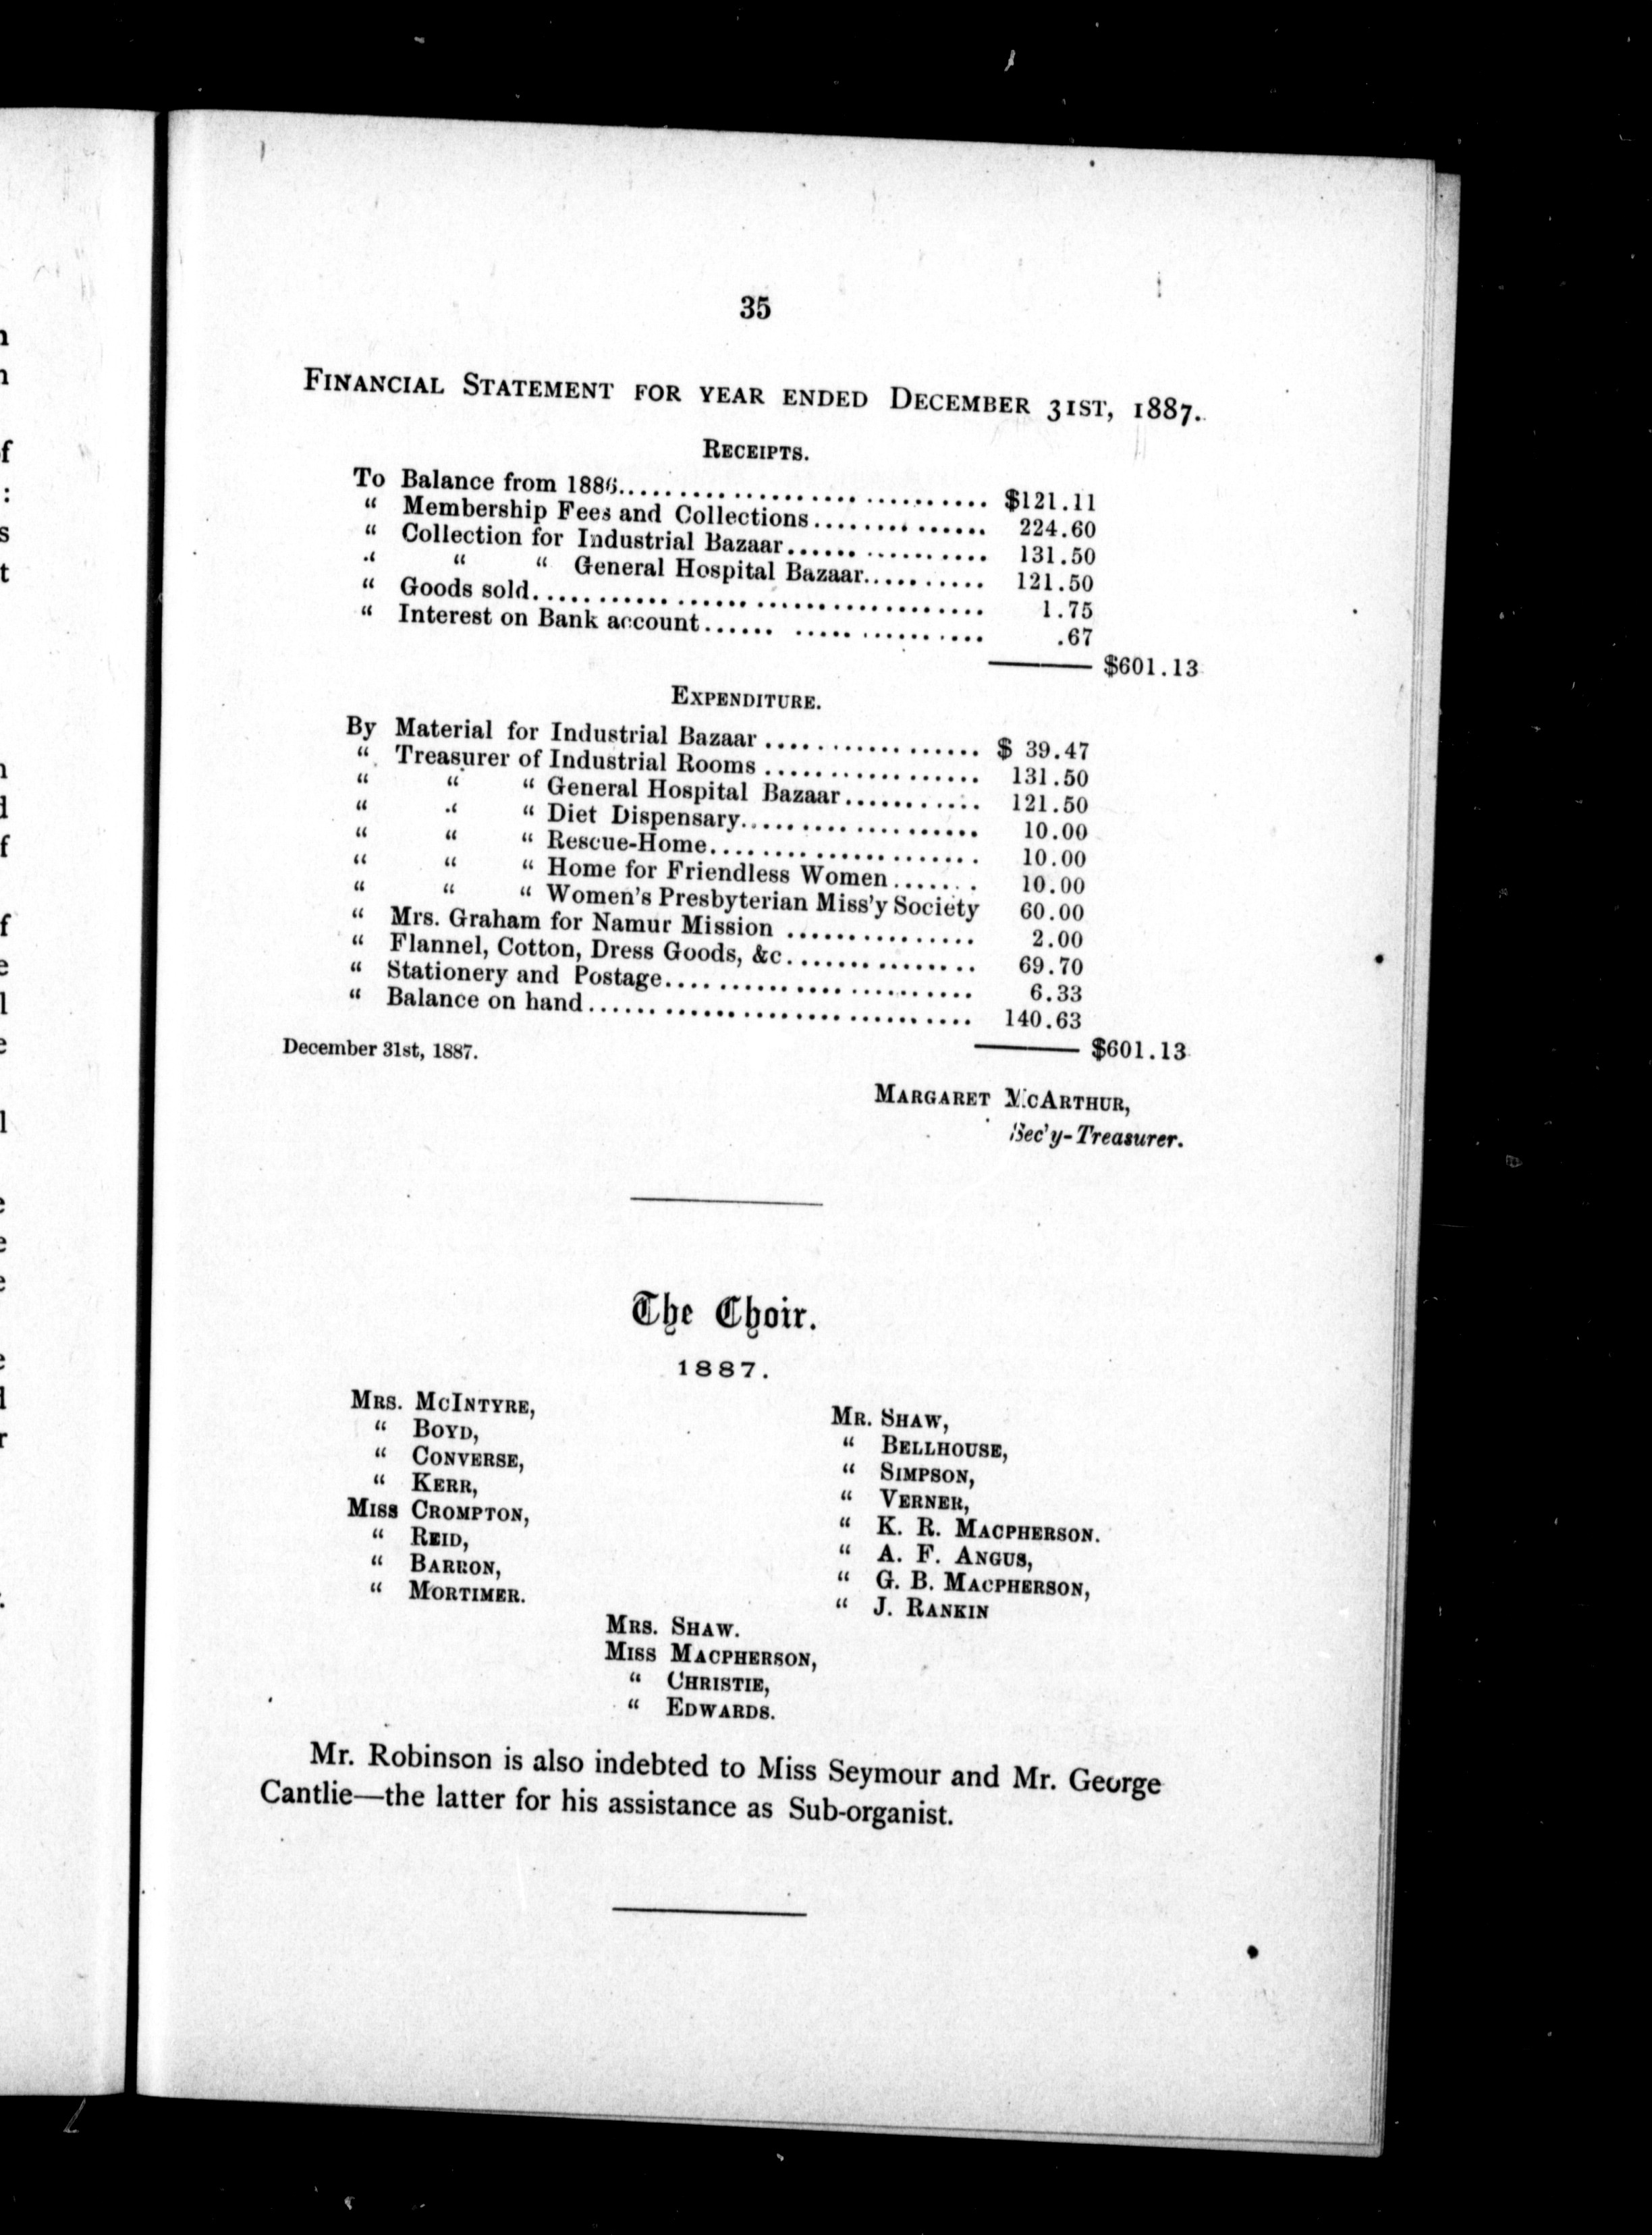 35
FINANCIAL STATEMENT FOR YEAR ENDED DECEMBER 31ST, 1887.
RECEIPTS.
To Balance from 1886.................................... $121.11
“ Membership Fees and Collections................ 224.60
“ Collection for Industrial Bazaar.................. 131.50
“ “ “ General Hospital Bazaar........... 121.50
“ Goods sold........................................... 1.75
“ Interest on Bank account......................... .67
$601.13
EXPENDITURE.
By Material for Industrial Bazaar .................. $ 39.47
“ Treasurer of Industrial Rooms .................. 131.50
“ “ “ General Hospital Bazaar........... 121.50
“ “ “ Diet Dispensary.................... 10.00
“ “ “ Rescue-Home...................... 10.00
“ “ “ Home for Friendless Women....... 10.00
“ “ “ Women's Presbyterian Miss'y Society 60.00
“ Mrs. Graham for Namur Mission ............... 2.00
“ Flannel, Cotton, Dress Goods, &c............... 69.70
“ Stationery and Postage......................... 6.33
“ Balance on hand.................................. 140.63
December 31st, 1887. $601.13
MARGARET MCARTHUR,
Sec'y-Treasurer.
The Choir.
1887.
MRS. MCINTYRE,
“ BOYD,
“ CONVERSE,
“ KERR,
MISS CROMPTON,
“ REID,
“ BARRON,
“ MORTIMER.
MR. SHAW,
“ BELLHOUSE,
“ SIMPSON,
“ VERNER,
“ K. R. MACPHERSON.
“ A. F. ANGUS,
“ G. B. MACPHERSON,
“ J. RANKIN
MRS. SHAW.
MISS MACPHERSON,
“ CHRISTIE,
“ EDWARDS.
Mr. Robinson is also indebted to Miss Seymour and Mr. George
Cantlie—the latter for his assistance as Sub-organist.